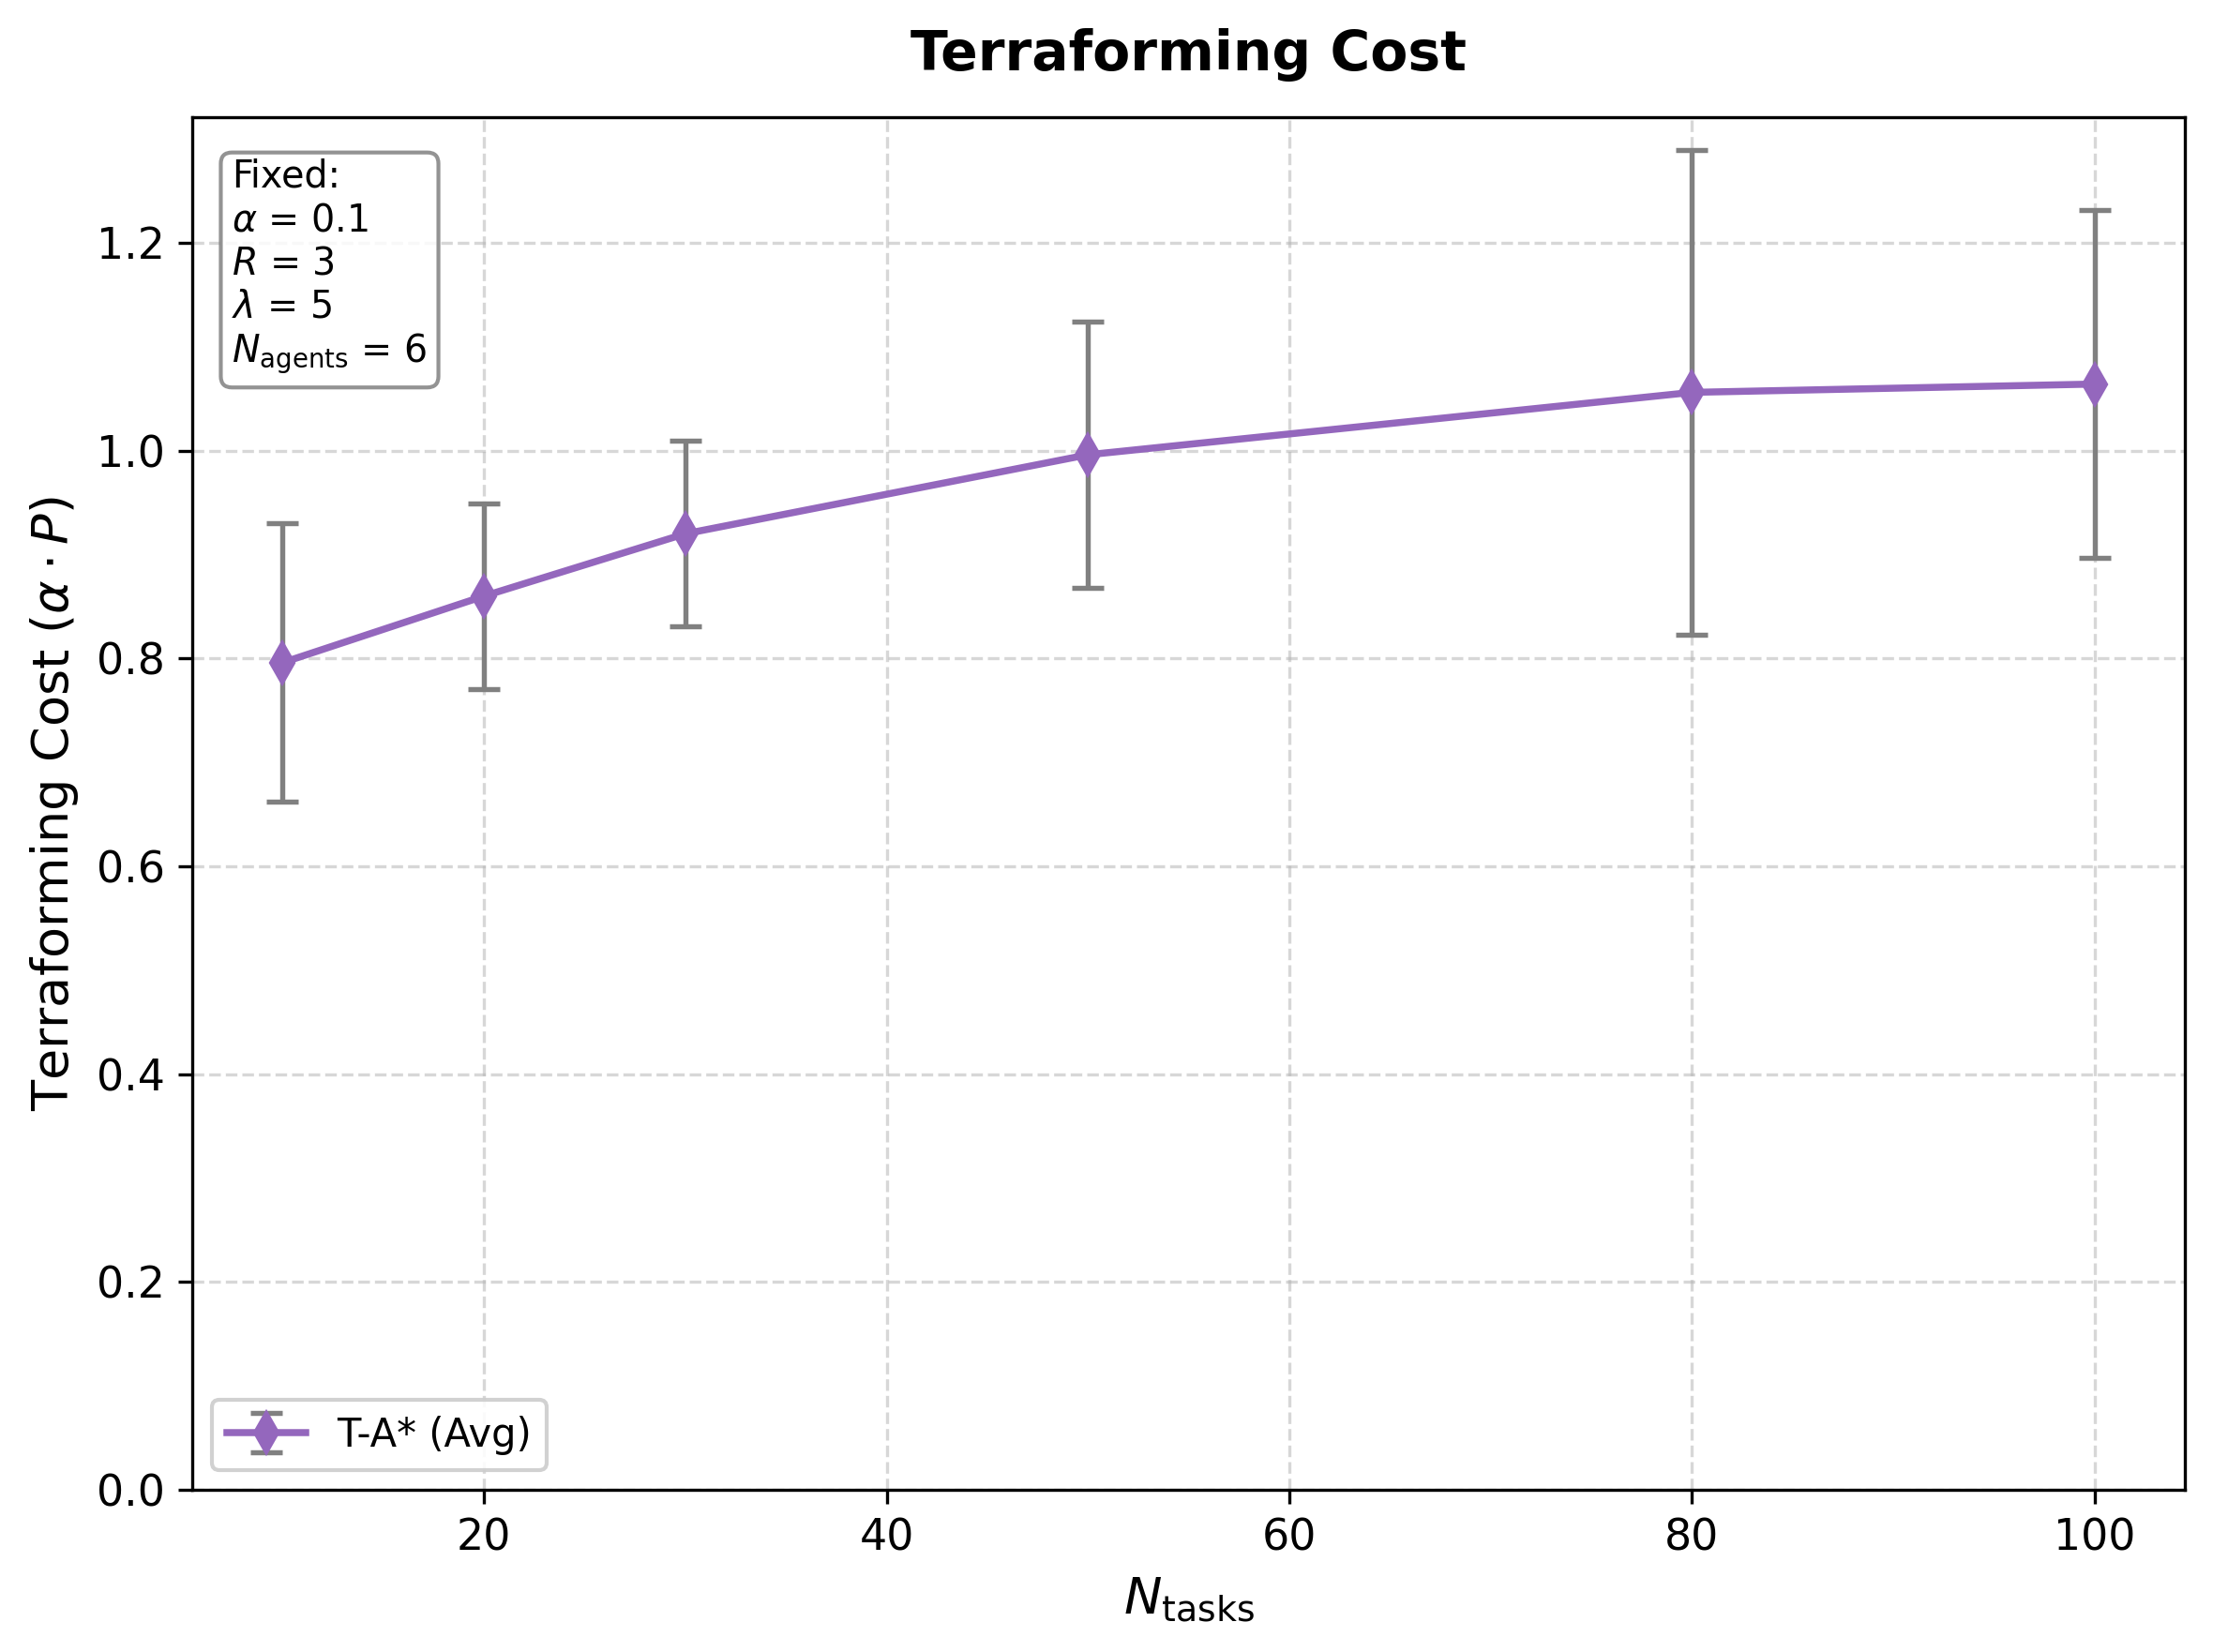 Terraforming Cost
Fixed:
α = 0.1
R = 3
λ = 5
N_agents = 6
Terraforming Cost (α · P)
1.2
1.0
0.8
0.6
0.4
0.2
0.0
T-A* (Avg)
20 40 60 80 100
N_tasks